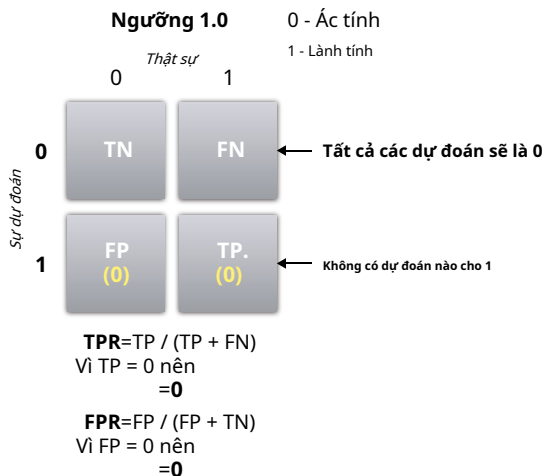 Ngưỡng 1.0
0 - Ác tính
1 - Lành tính
Thật sự
0 1
0 TN FN Tất cả các dự đoán sẽ là 0
Sự dự đoán
1 FP TP. Không có dự đoán nào cho 1
(0) (0)
TPR=TP / (TP + FN)
Vì TP = 0 nên
=0
FPR=FP / (FP + TN)
Vì FP = 0 nên
=0